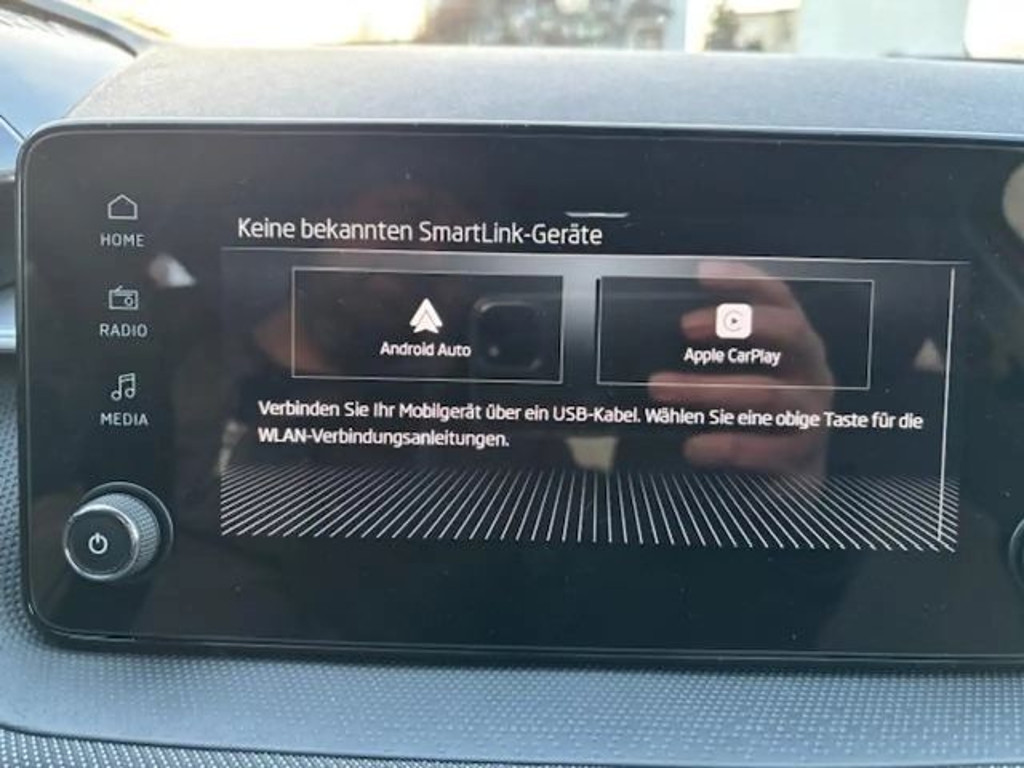 HOME
RADIO
MEDIA
Keine bekannten SmartLink-Geräte
Android Auto
Apple CarPlay
Verbinden Sie Ihr Mobilgerät über ein USB-Kabel. Wählen Sie eine obige Taste für die
WLAN-Verbindungsanleitungen.